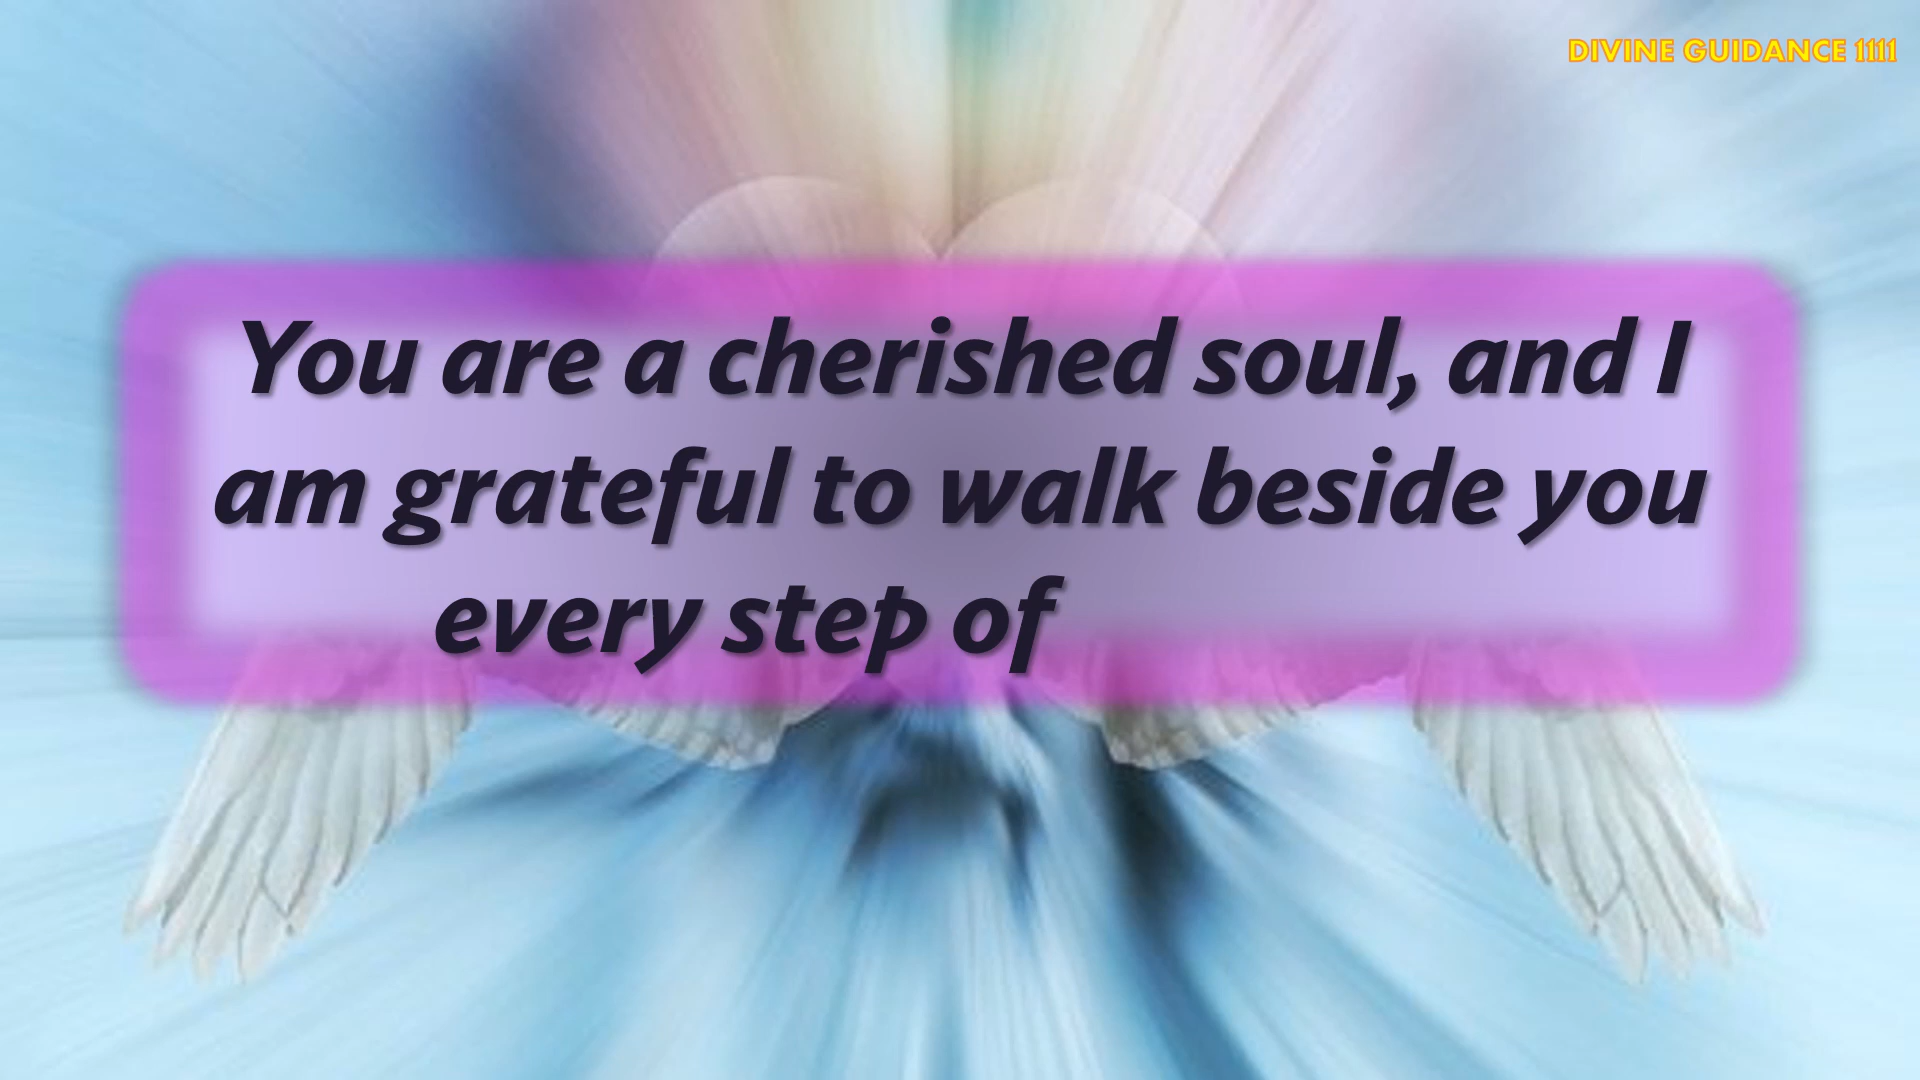 DIVINE GUIDANCE 1111
You are a cherished soul, and I
am grateful to walk beside you
every step of